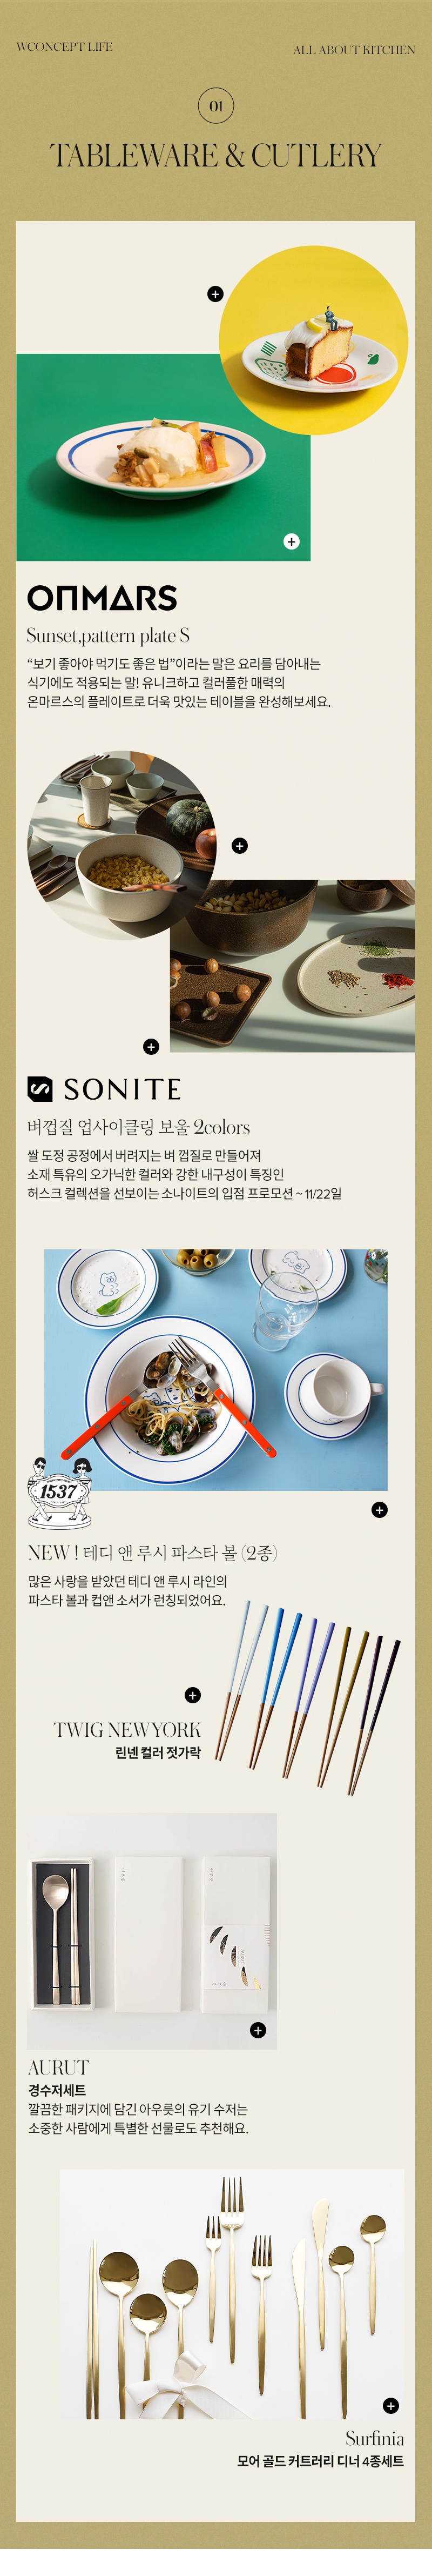 WCONCEPT LIFE
ALL ABOUT KITCHEN
01
TABLEWARE & CUTLERY
ONMARS
Sunset,pattern plate S
“보기 좋아야 먹기도 좋은 법”이라는 말은 요리를 담아내는
식기에도 적용되는 말! 유니크하고 컬러풀한 매력의
온마르스의 플레이트로 더욱 맛있는 테이블을 완성해보세요.
SONITE
벼껍질 업사이클링 보울 2colors
쌀 도정 공정에서 버려지는 벼 껍질로 만들어져
소재 특유의 오가닉한 컬러와 강한 내구성이 특징인
허스크 컬렉션을 선보이는 소나이트의 입점 프로모션 ~ 11/22일
1537
NEW ! 테디 앤 루시 파스타 볼 (2종)
많은 사랑을 받았던 테디 앤 루시 라인의
파스타 볼과 컵앤 소서가 런칭되었어요.
TWIG NEW YORK
린넨 컬러 젓가락
AURUT
경수저세트
깔끔한 패키지에 담긴 아우릇의 유기 수저는
소중한 사람에게 특별한 선물로도 추천해요.
Surfinia
모어 골드 커트러리 디너 4종세트